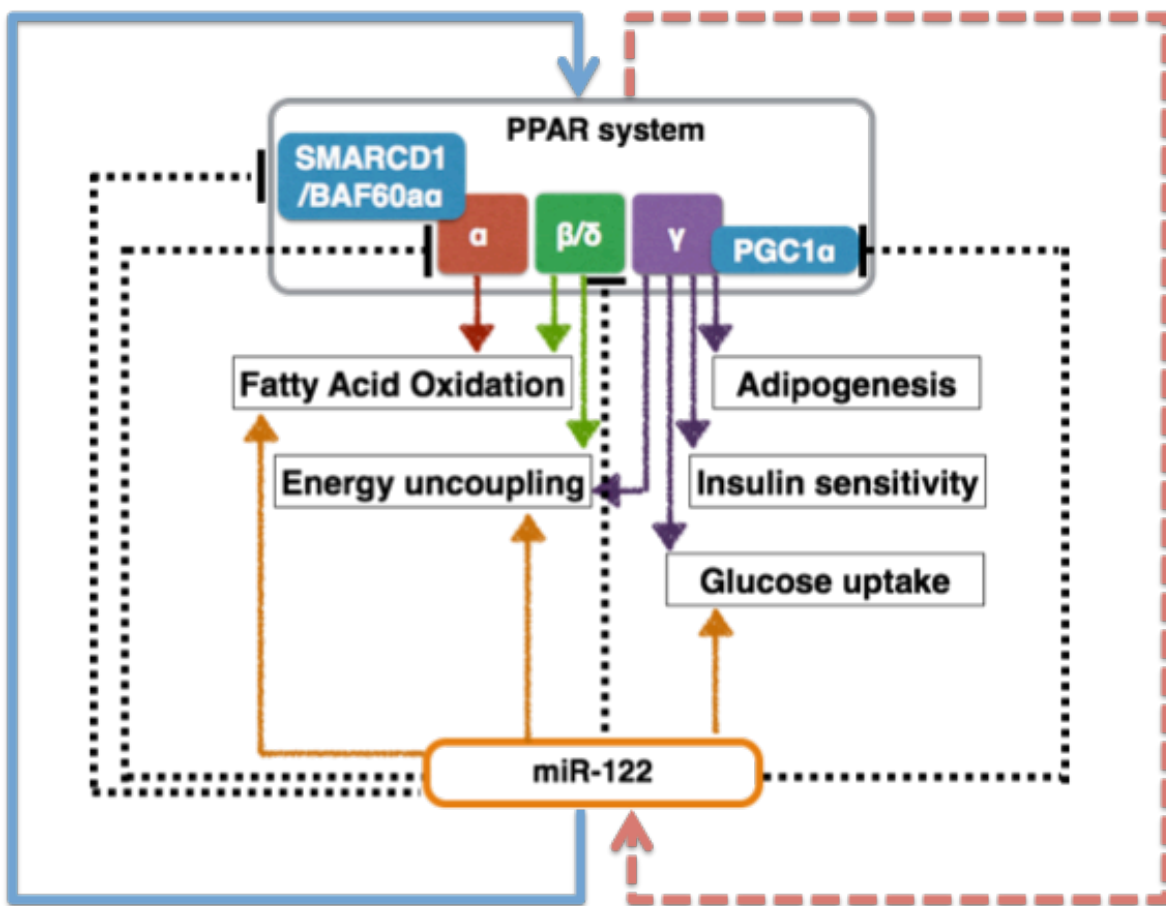 PPAR system
SMARCD1
/BAF60aα
α
β/δ
γ
PGC1α
Fatty Acid Oxidation
Adipogenesis
Energy uncoupling
Insulin sensitivity
Glucose uptake
miR-122